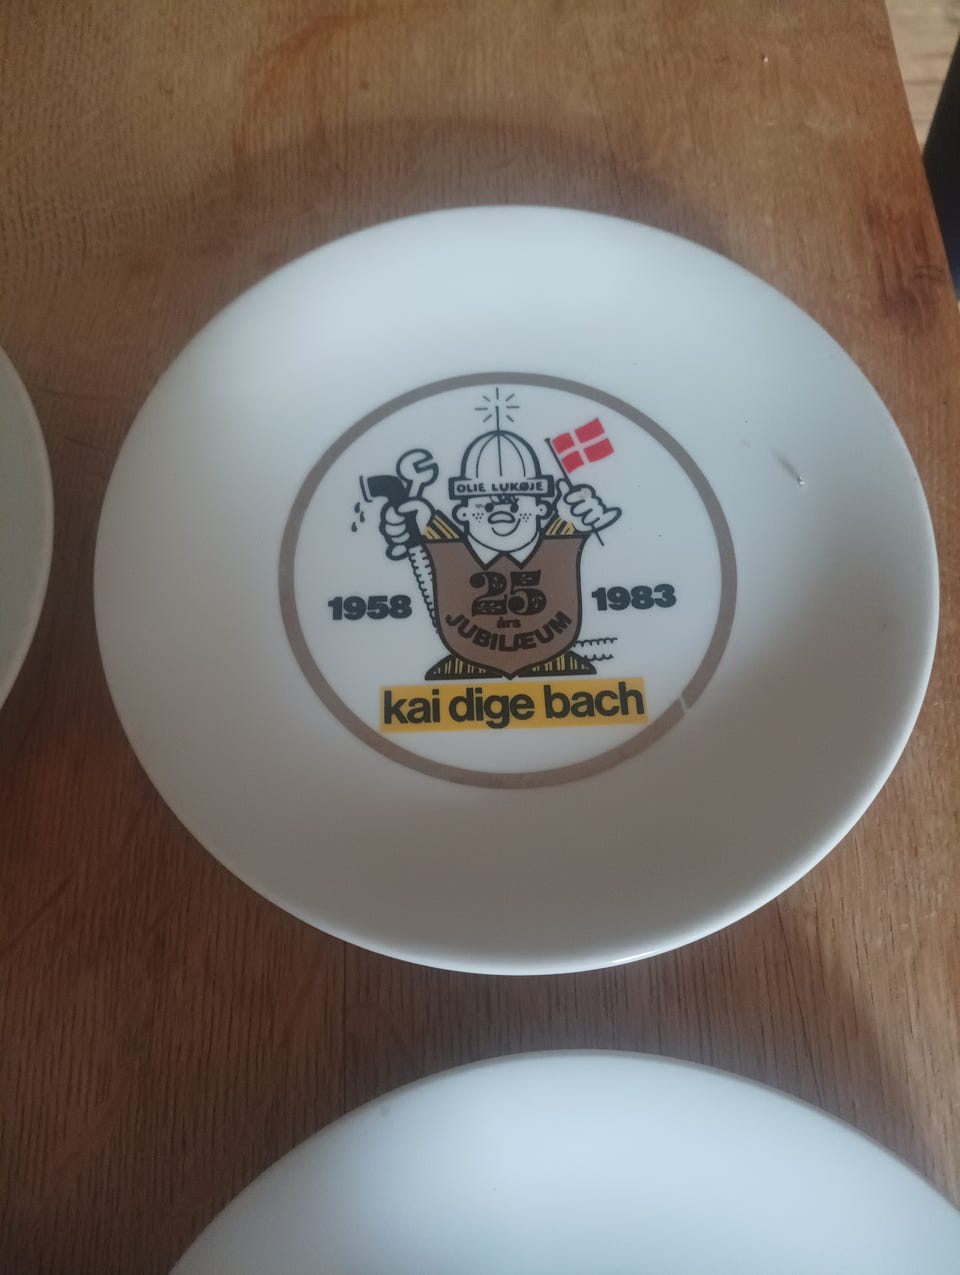 OLIE LUKØJE
25
års
JUBILÆUM
1958
1983
kai dige bach